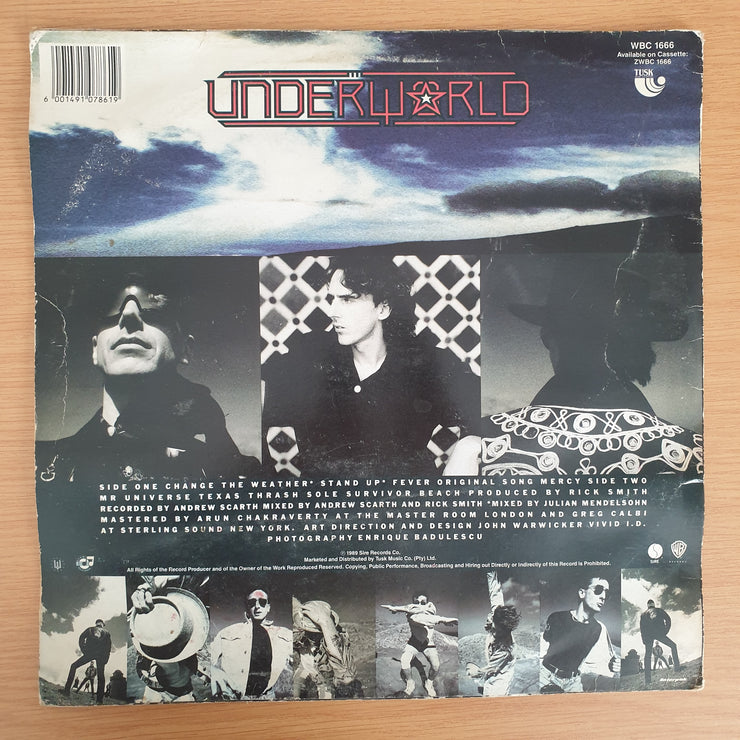 6 001491 078619
UNDERWORLD
WBC 1666
Available on Cassette:
ZWBC 1666
TUSK
SIDE ONE CHANGE THE WEATHER* STAND UP* FEVER ORIGINAL SONG MERCY SIDE TWO
MR UNIVERSE TEXAS THRASH SOLE SURVIVOR BEACH PRODUCED BY RICK SMITH
RECORDED BY ANDREW SCARTH MIXED BY ANDREW SCARTH AND RICK SMITH *MIXED BY JULIAN MENDELSOHN
MASTERED BY ARUN CHAKRAVERTY AT THE MASTER ROOM LONDON AND GREG CALBI
AT STERLING SOUND NEW YORK. ART DIRECTION AND DESIGN JOHN WARWICKER VIVID I.D.
PHOTOGRAPHY ENRIQUE BADULESCU
℗ 1989 Sire Records Co.
Marketed and Distributed by Tusk Music Co. (Pty) Ltd.
All Rights of the Record Producer and of the Owner of the Work Reproduced Reserved. Copying, Public Performance, Broadcasting and Hiring out Directly or Indirectly of this Record is Prohibited.
SIRE